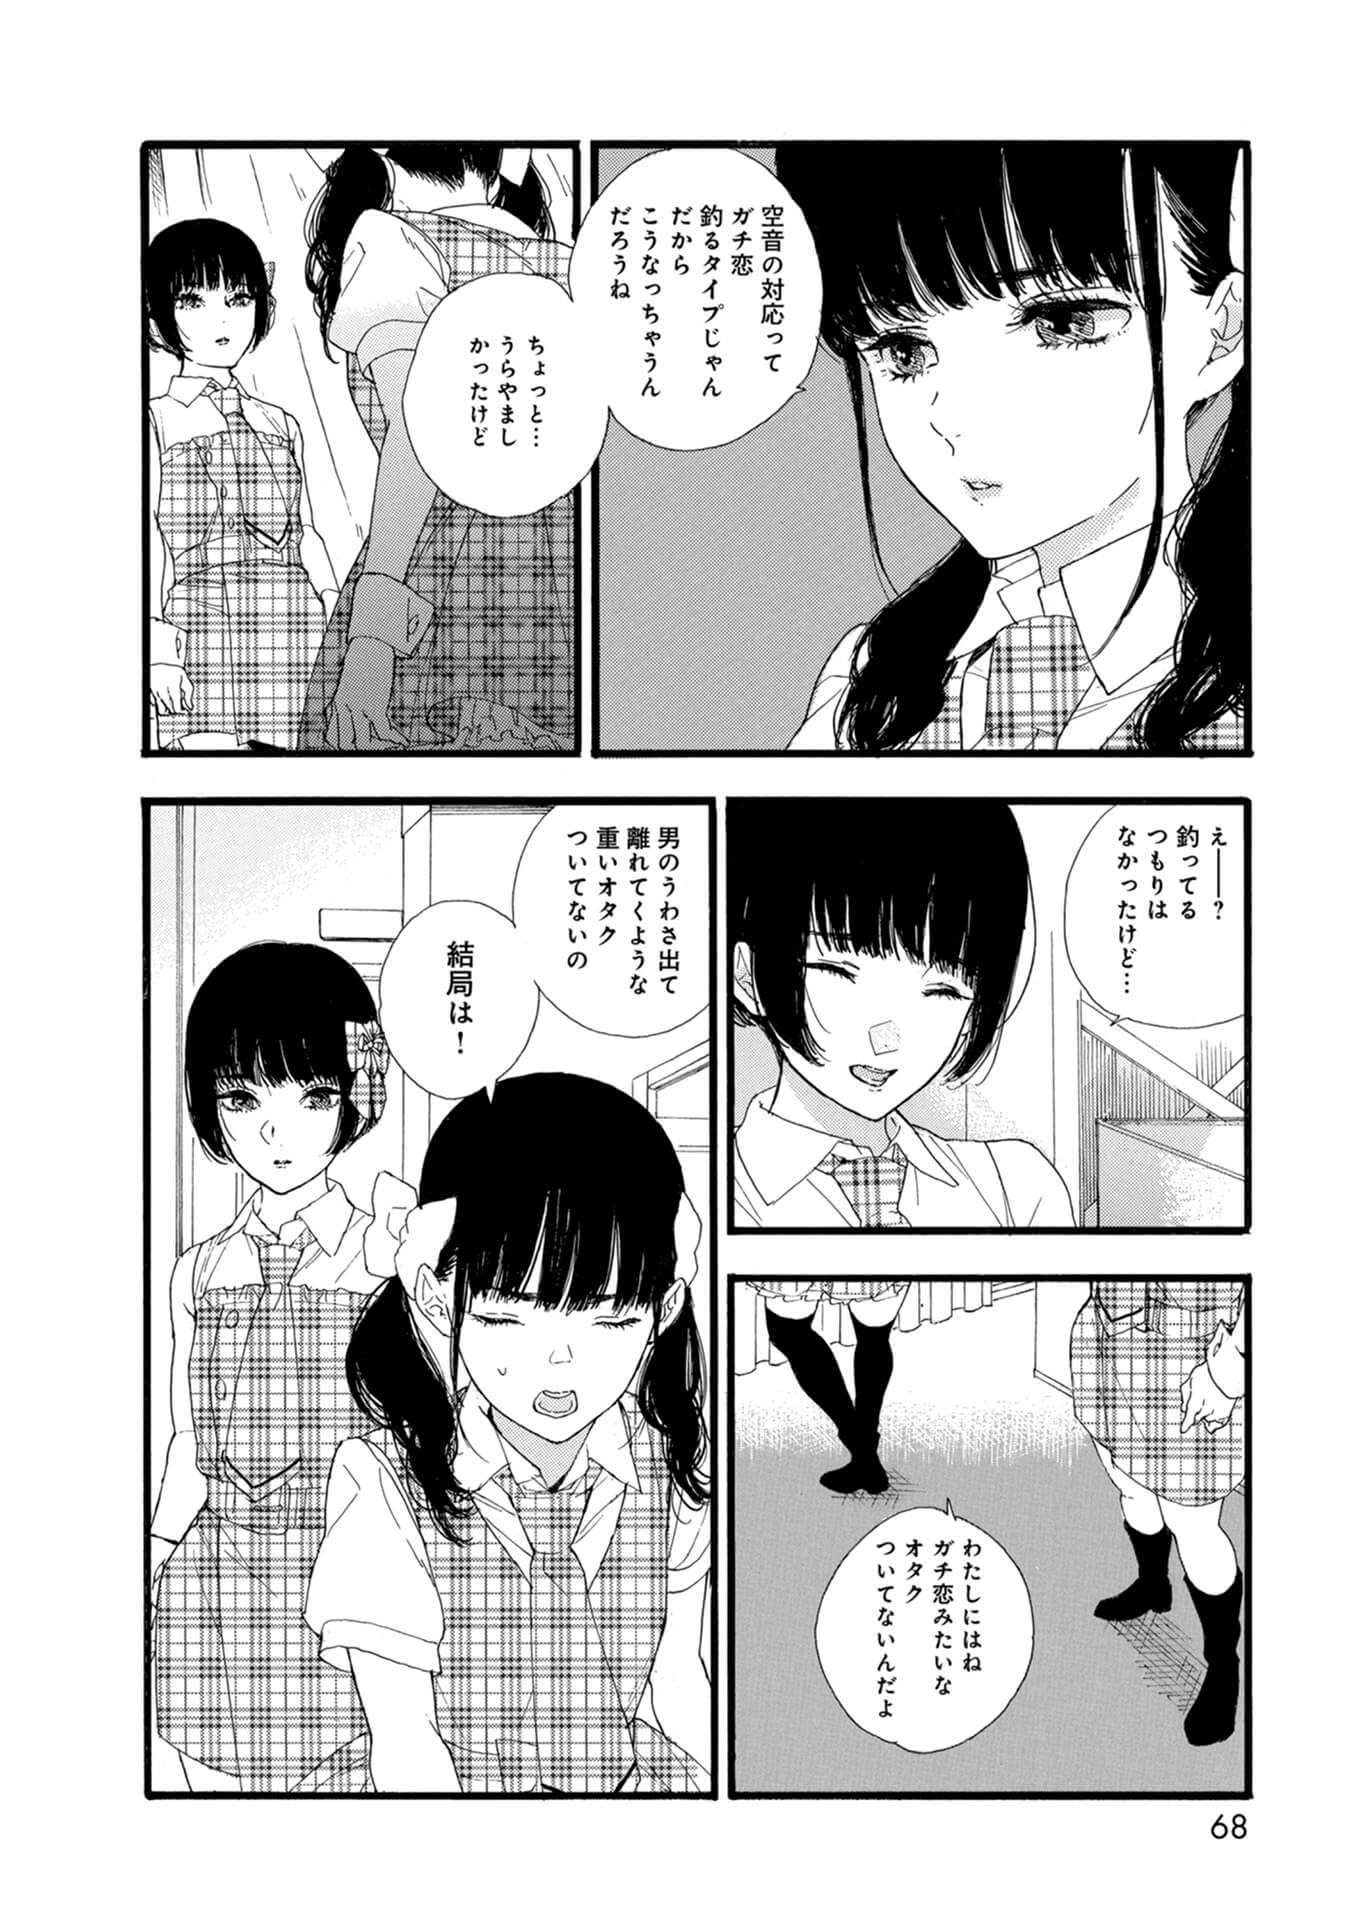 空音の対応って
ガチ恋
釣るタイプじゃん
だから
こうなっちゃうん
だろうね
ちょっと…
うらやまし
かったけど
え――?
釣ってる
つもりは
なかったけど…
わたしにはね
ガチ恋みたいな
オタク
ついてないんだよ
男のうわさ出て
離れてくような
重いオタク
ついてないの
結局は!
68